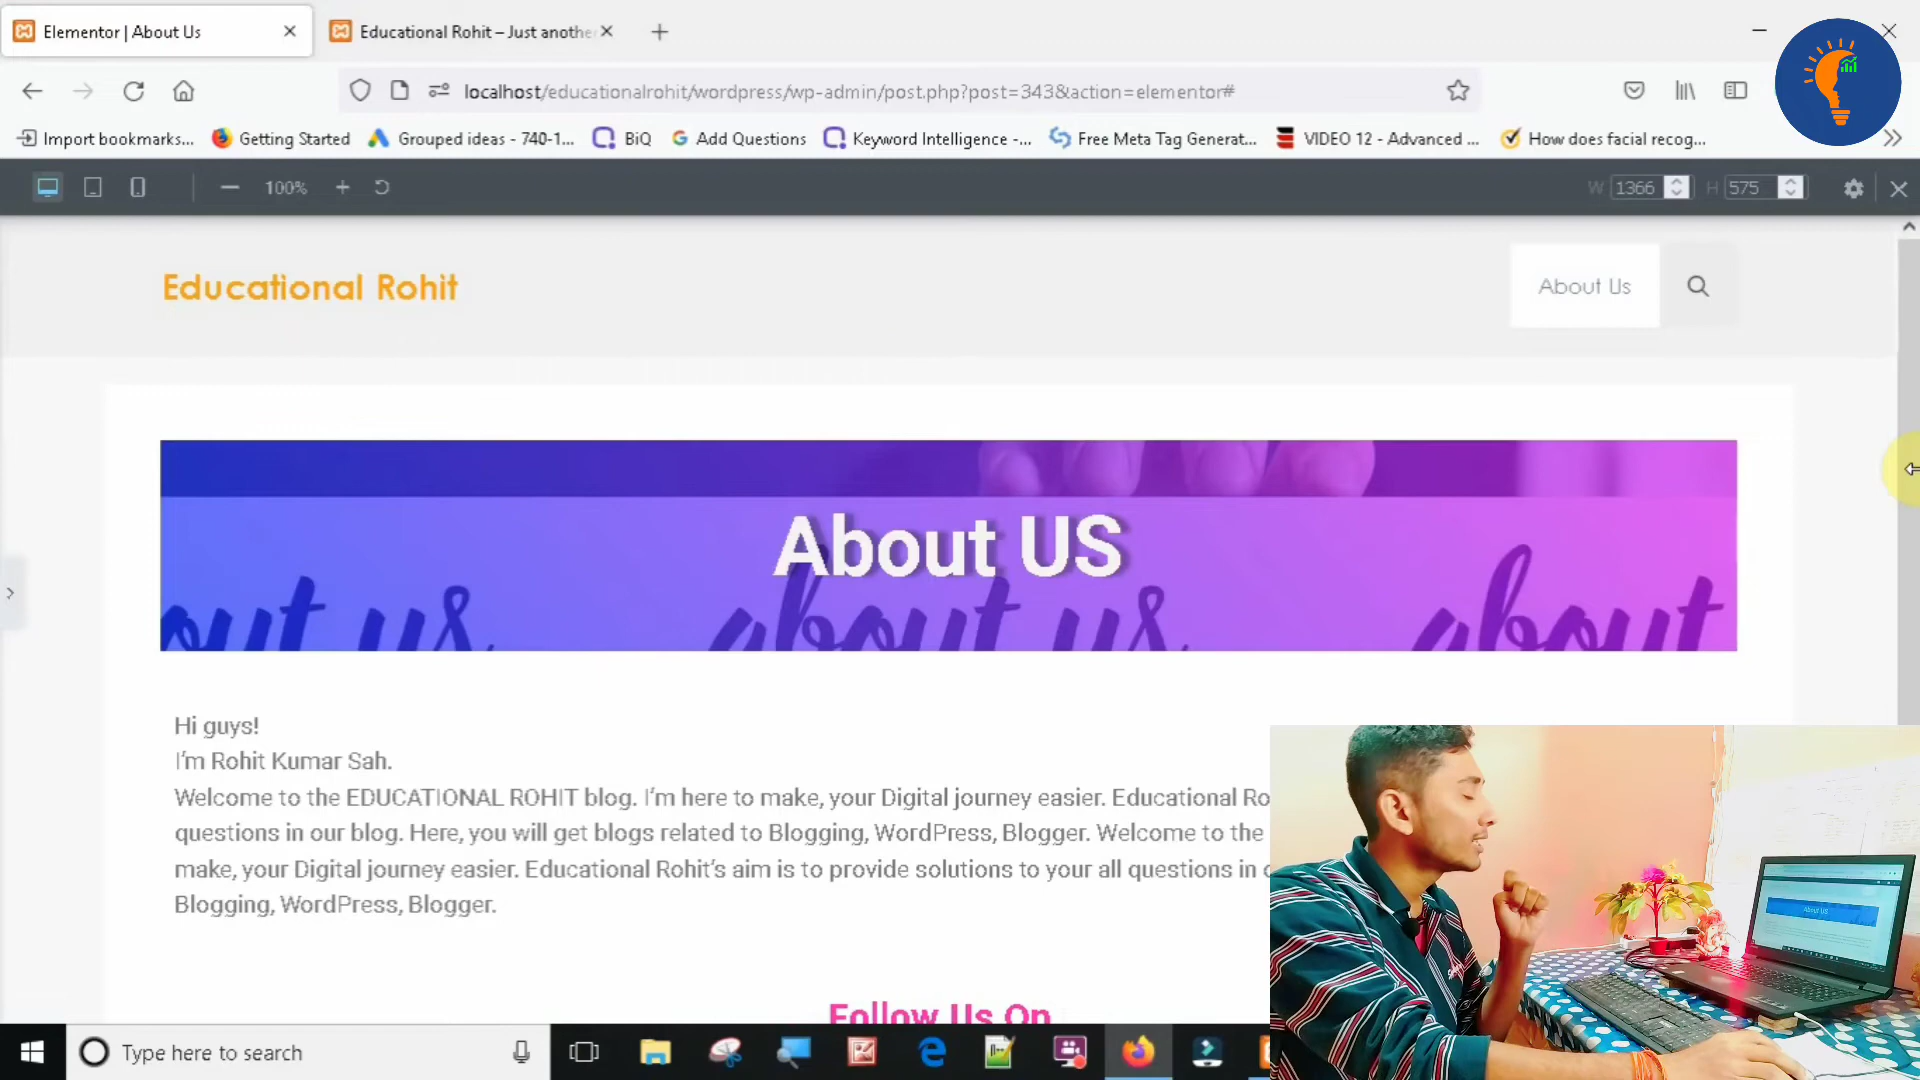 Elementor | About Us
Educational Rohit – Just anothe
localhost/educationalrohit/wordpress/wp-admin/post.php?post=343&action=elementor#
Import bookmarks...
Getting Started
Grouped ideas - 740-1...
BiQ
Add Questions
Keyword Intelligence -...
Free Meta Tag Generat...
VIDEO 12 - Advanced ...
How does facial recog...
100%
W 1366
H 575
Educational Rohit
About Us
About US
out us
about us
about
Hi guys!
I'm Rohit Kumar Sah.
Welcome to the EDUCATIONAL ROHIT blog. I'm here to make, your Digital journey easier. Educational Ro
questions in our blog. Here, you will get blogs related to Blogging, WordPress, Blogger. Welcome to the
make, your Digital journey easier. Educational Rohit's aim is to provide solutions to your all questions in
Blogging, WordPress, Blogger.
Follow Us On
Type here to search
About US